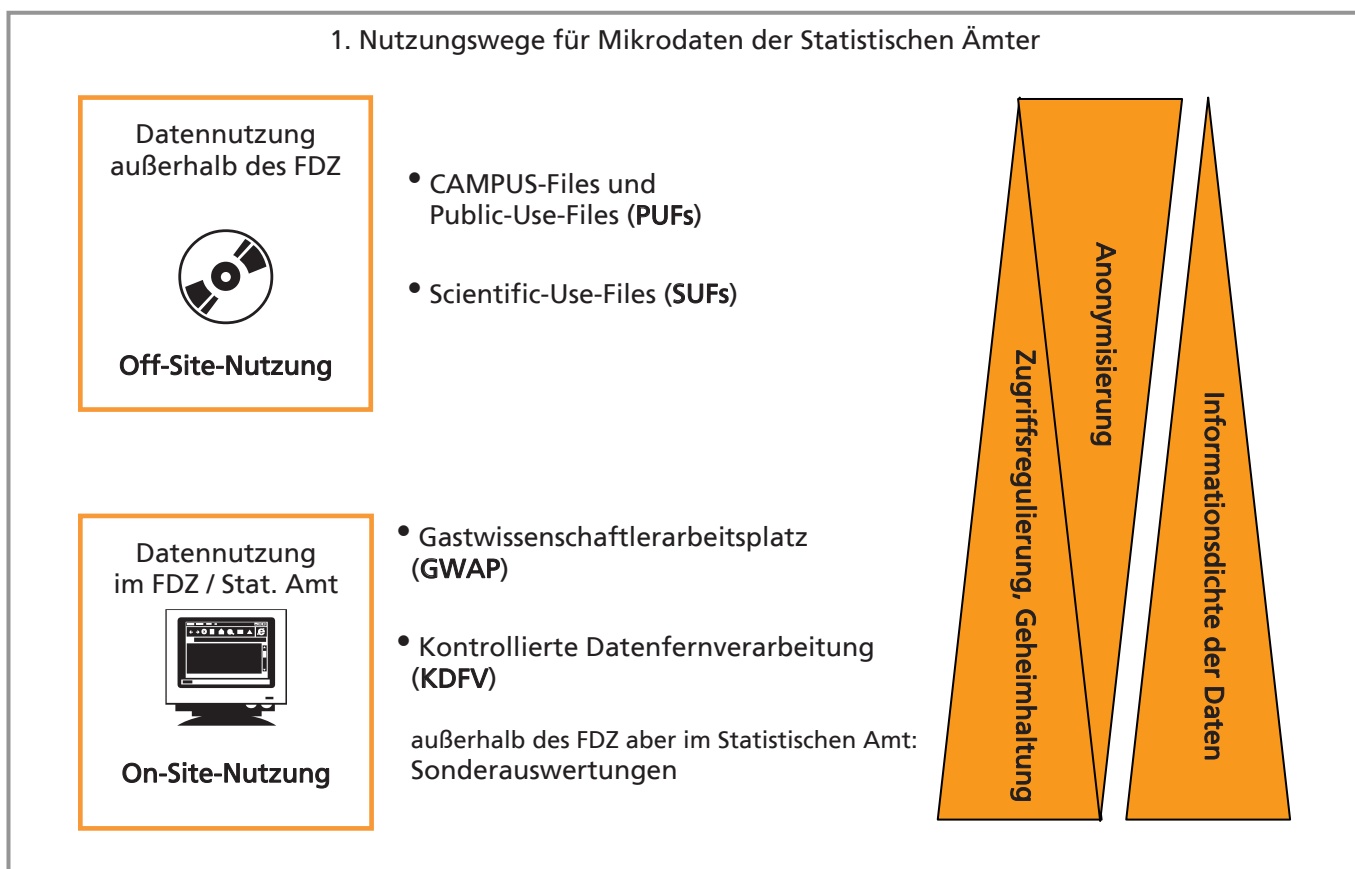 1. Nutzungswege für Mikrodaten der Statistischen Ämter
Datennutzung
außerhalb des FDZ
Off-Site-Nutzung
• CAMPUS-Files und
Public-Use-Files (PUFs)
• Scientific-Use-Files (SUFs)
Datennutzung
im FDZ / Stat. Amt
On-Site-Nutzung
• Gastwissenschaftlerarbeitsplatz
(GWAP)
• Kontrollierte Datenfernverarbeitung
(KDFV)
außerhalb des FDZ aber im Statistischen Amt:
Sonderauswertungen
Zugriffsregulierung, Geheimhaltung
Anonymisierung
Informationsdichte der Daten